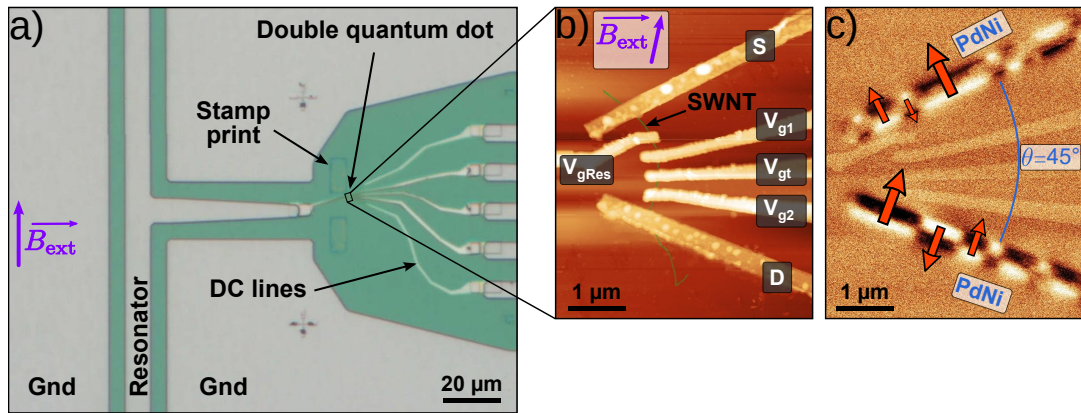 a)
Double quantum dot
Stamp
print
B_ext
DC lines
Resonator
Gnd
Gnd
20 µm
b)
B_ext
S
SWNT
V_g1
V_gRes
V_gt
V_g2
D
1 µm
c)
PdNi
θ=45°
PdNi
1 µm